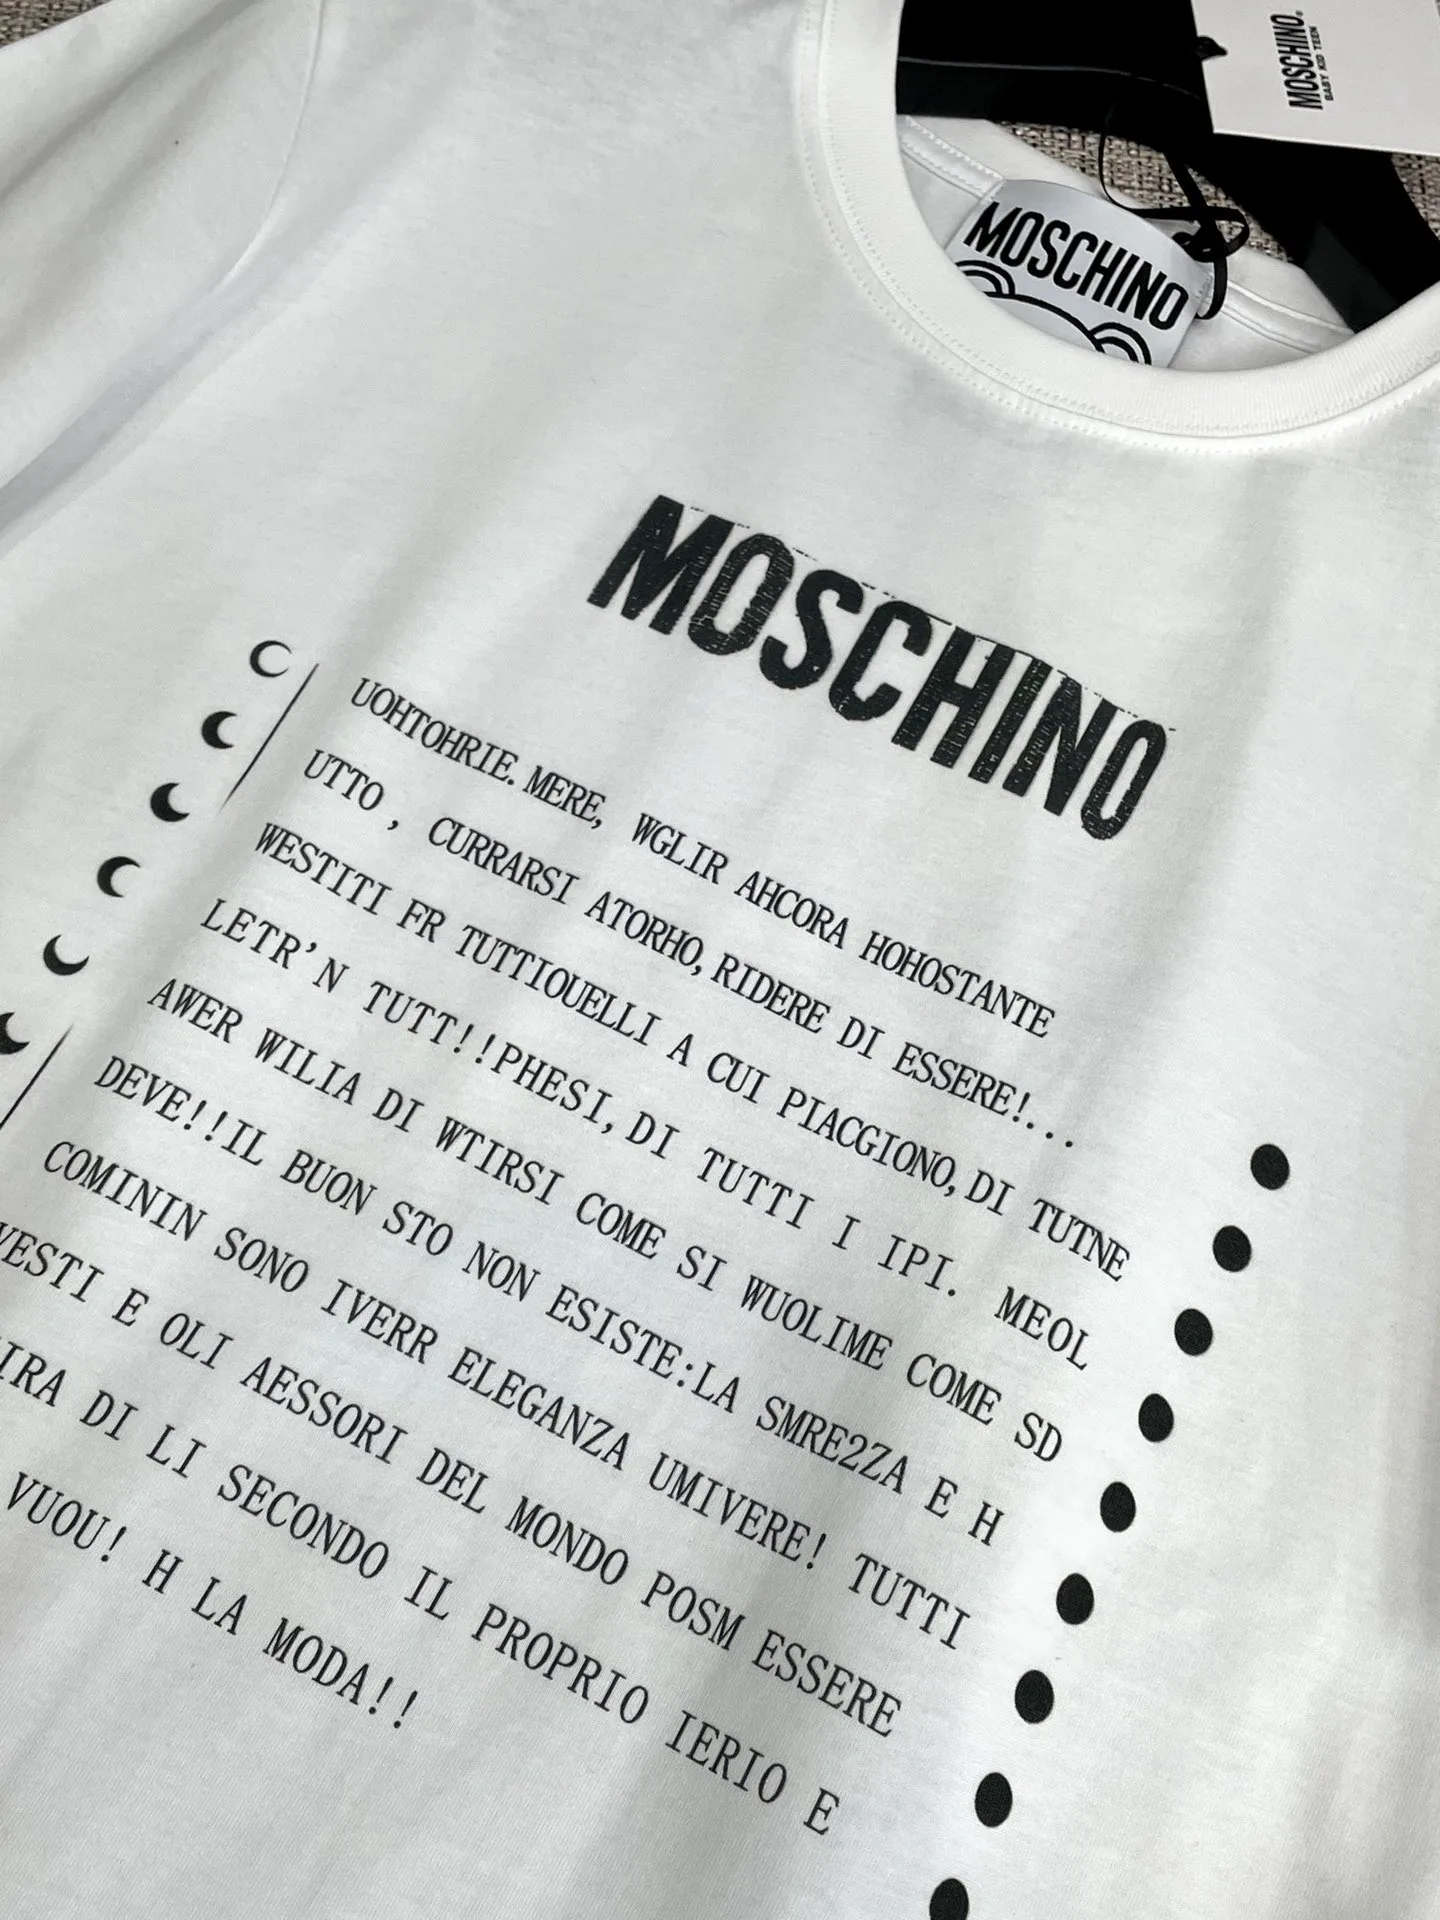 MOSCHINO.
BABY KID TEEN
MOSCHINO
MOSCHINO
UOHTOHRIE. MERE, WGLIR AHCORA HOHOSTANTE
UTTO , CURRARSI ATORHO, RIDERE DI ESSERE!...
WESTITI FR TUTTIOUELLI A CUI PIACGIONO, DI TUTNE
LETR'N TUTT!!PHESI, DI TUTTI I IPI. MEOL
AWER WILIA DI WTIRSI COME SI WUOLIME COME SD
DEVE!!IL BUON STO NON ESISTE:LA SMRE2ZA E H
COMININ SONO IVERR ELEGANZA UMIVERE! TUTTI
VESTI E OLI AESSORI DEL MONDO POSM ESSERE
IRA DI LI SECONDO IL PROPRIO IERIO E
VUOU! H LA MODA!!